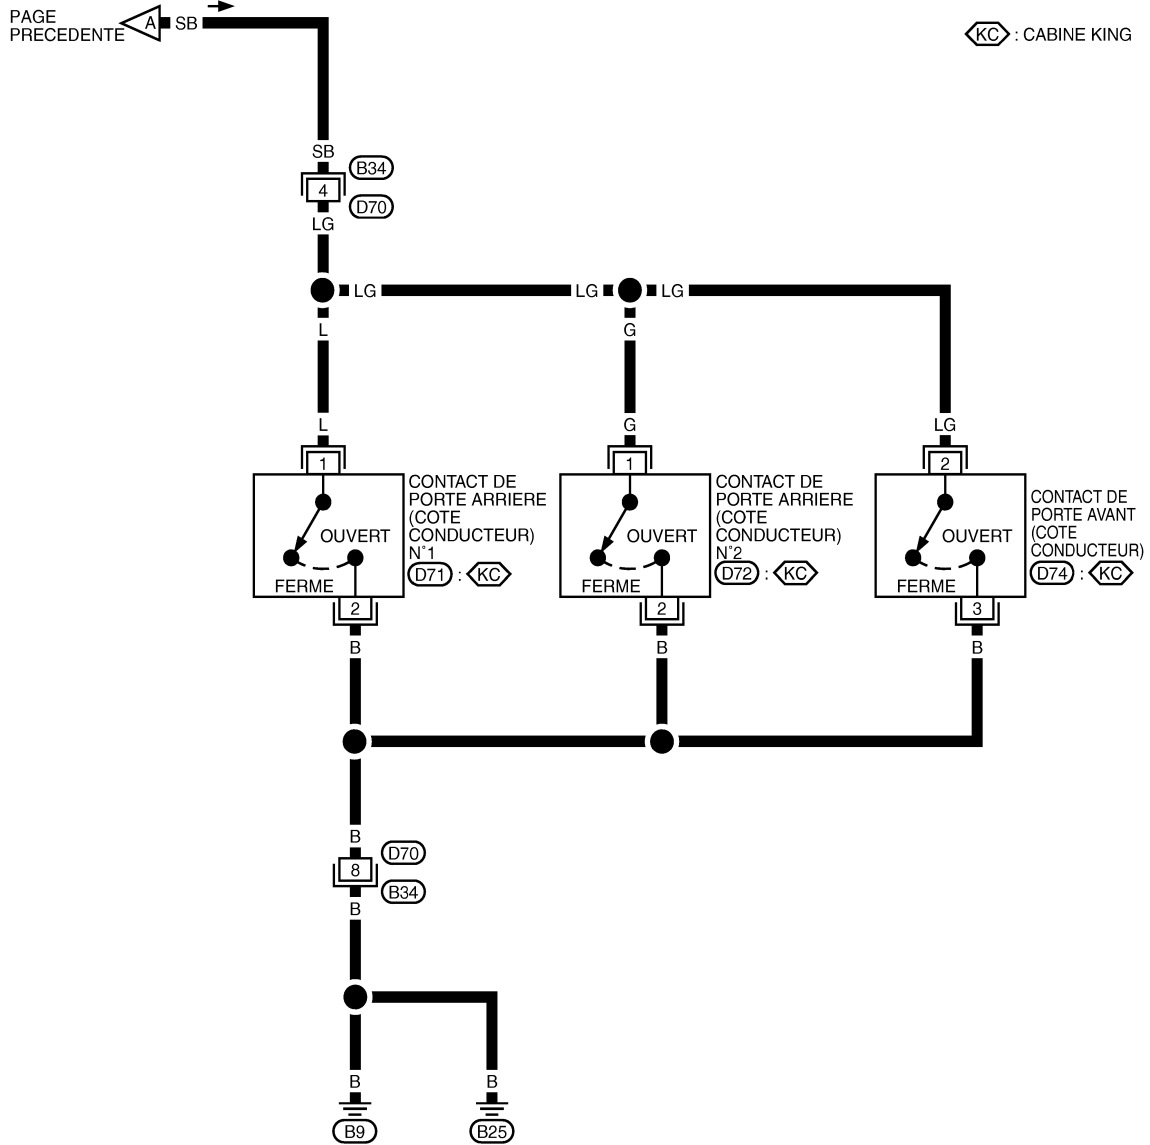 PAGE
PRECEDENTE
A
SB
KC : CABINE KING
SB
B34
4
D70
LG
LG
LG
LG
L
G
L
G
LG
1
1
2
CONTACT DE
PORTE ARRIERE
(COTE
CONDUCTEUR)
N°1
D71 : KC
OUVERT
FERME
CONTACT DE
PORTE ARRIERE
(COTE
CONDUCTEUR)
N°2
D72 : KC
OUVERT
FERME
CONTACT DE
PORTE AVANT
(COTE
CONDUCTEUR)
D74 : KC
OUVERT
FERME
2
2
3
B
B
B
B
D70
8
B34
B
B
B
B9
B25